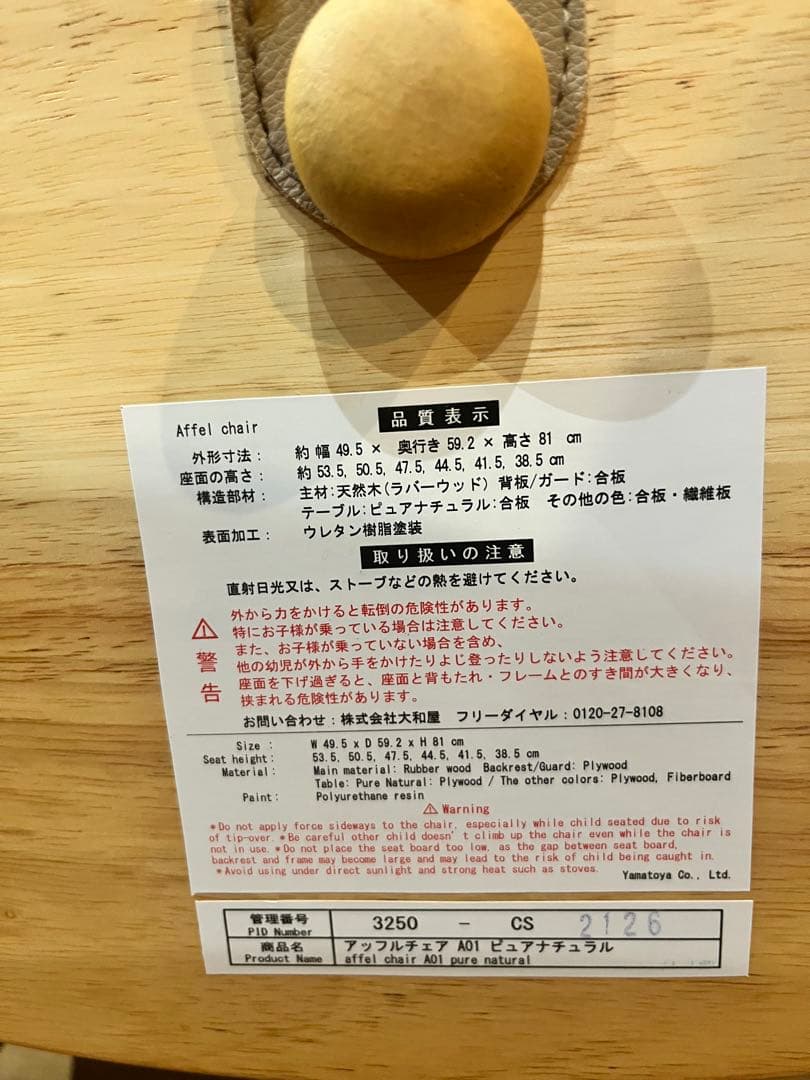 Affel chair
品質表示
外形寸法： 約 幅 49.5 × 奥行き 59.2 × 高さ 81 cm
座面の高さ： 約 53.5, 50.5, 47.5, 44.5, 41.5, 38.5 cm
構造部材： 主材:天然木(ラバーウッド) 背板/ガード:合板
テーブル:ピュアナチュラル:合板 その他の色:合板・繊維板
表面加工： ウレタン樹脂塗装
取り扱いの注意
直射日光又は、ストーブなどの熱を避けてください。
⚠警告
外から力をかけると転倒の危険性があります。
特にお子様が乗っている場合は注意してください。
また、お子様が乗っていない場合を含め、
他の幼児が外から手をかけたりよじ登ったりしないよう注意してください。
座面を下げ過ぎると、座面と背もたれ・フレームとのすき間が大きくなり、
挟まれる危険性があります。
お問い合わせ：株式会社大和屋 フリーダイヤル：0120-27-8108
Size : W 49.5 x D 59.2 x H 81 cm
Seat height: 53.5, 50.5, 47.5, 44.5, 41.5, 38.5 cm
Material: Main material: Rubber wood Backrest/Guard: Plywood
Table: Pure Natural: Plywood / The other colors: Plywood, Fiberboard
Paint: Polyurethane resin
⚠Warning
*Do not apply force sideways to the chair, especially while child seated due to risk
of tip-over. *Be careful other child doesn't climb up the chair even while the chair is
not in use. *Do not place the seat board too low, as the gap between seat board,
backrest and frame may become large and may lead to the risk of child being caught in.
*Avoid using under direct sunlight and strong heat such as stoves.
Yamatoya Co., Ltd.
管理番号 3250 - CS 2126
PID Number
商品名 アッフルチェア A01 ピュアナチュラル
Product Name affel chair A01 pure natural